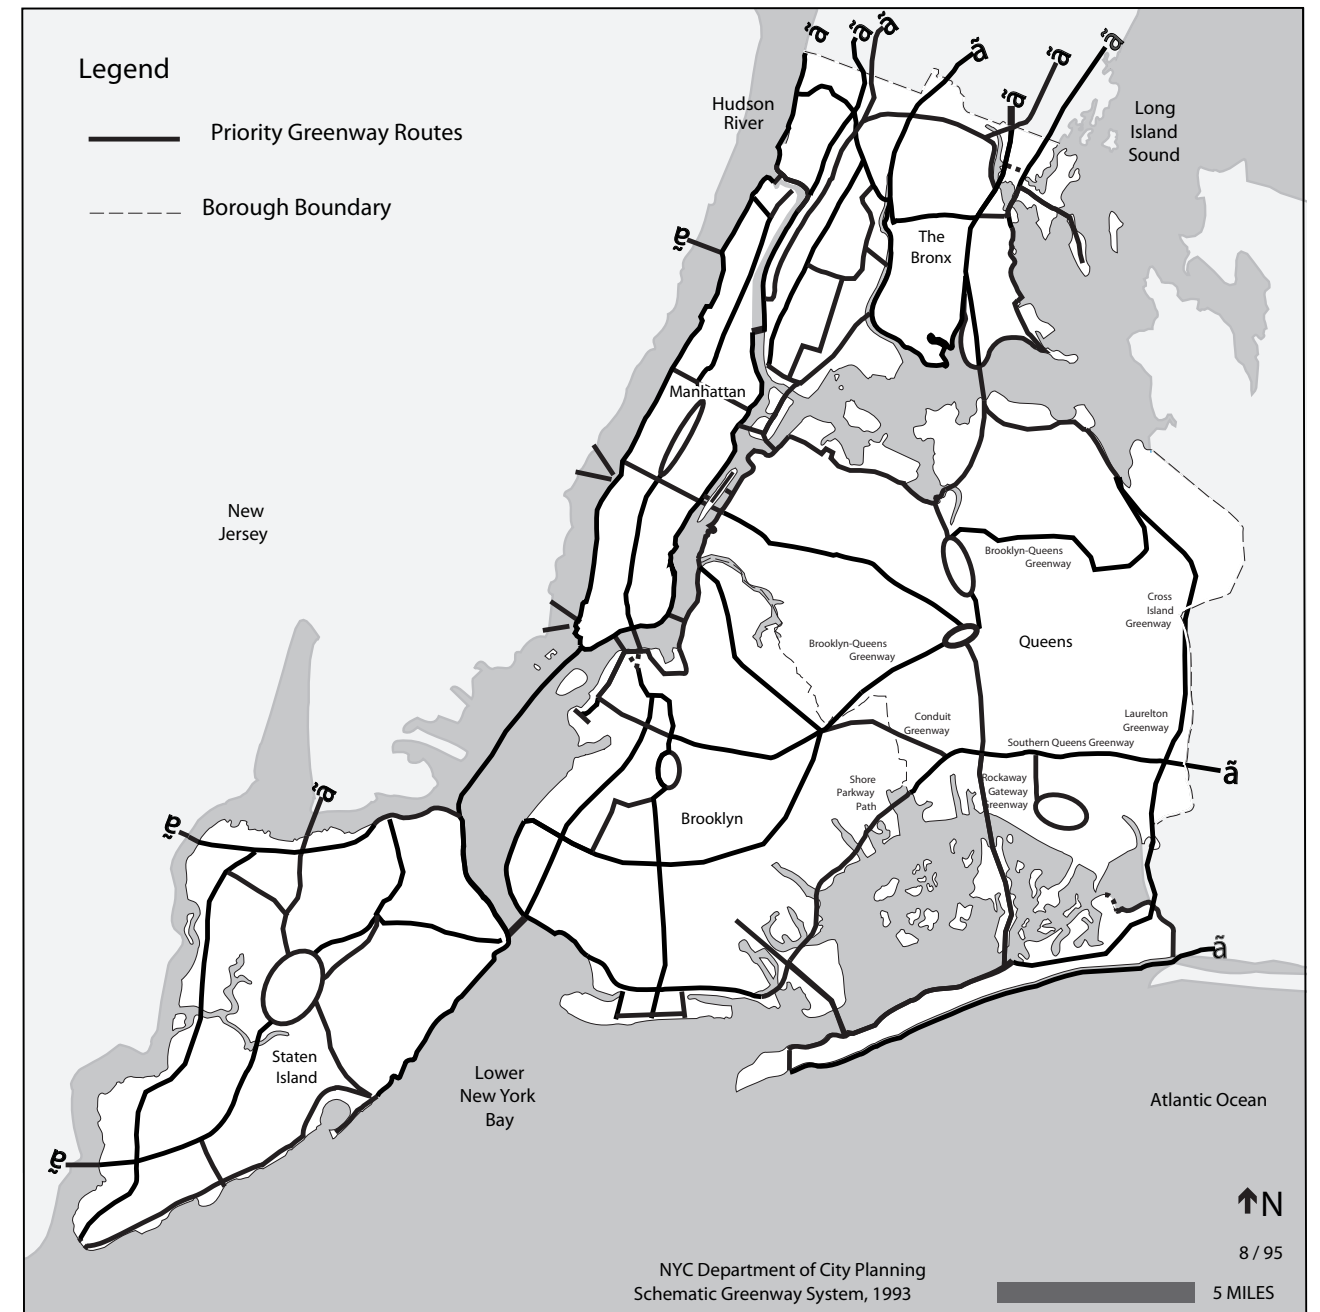 Legend
Priority Greenway Routes
Borough Boundary
Hudson
River
Long
Island
Sound
The
Bronx
Manhattan
New
Jersey
Brooklyn-Queens
Greenway
Cross
Island
Greenway
Brooklyn-Queens
Greenway
Queens
Conduit
Greenway
Laurelton
Greenway
Southern Queens Greenway
Shore
Parkway
Path
Rockaway
Gateway
Greenway
Brooklyn
Staten
Island
Lower
New York
Bay
Atlantic Ocean
N
8 / 95
NYC Department of City Planning
Schematic Greenway System, 1993
5 MILES
ã
ã
ã
ã
ã
ã
ã
ã
ã
ã
ã
ã
ã